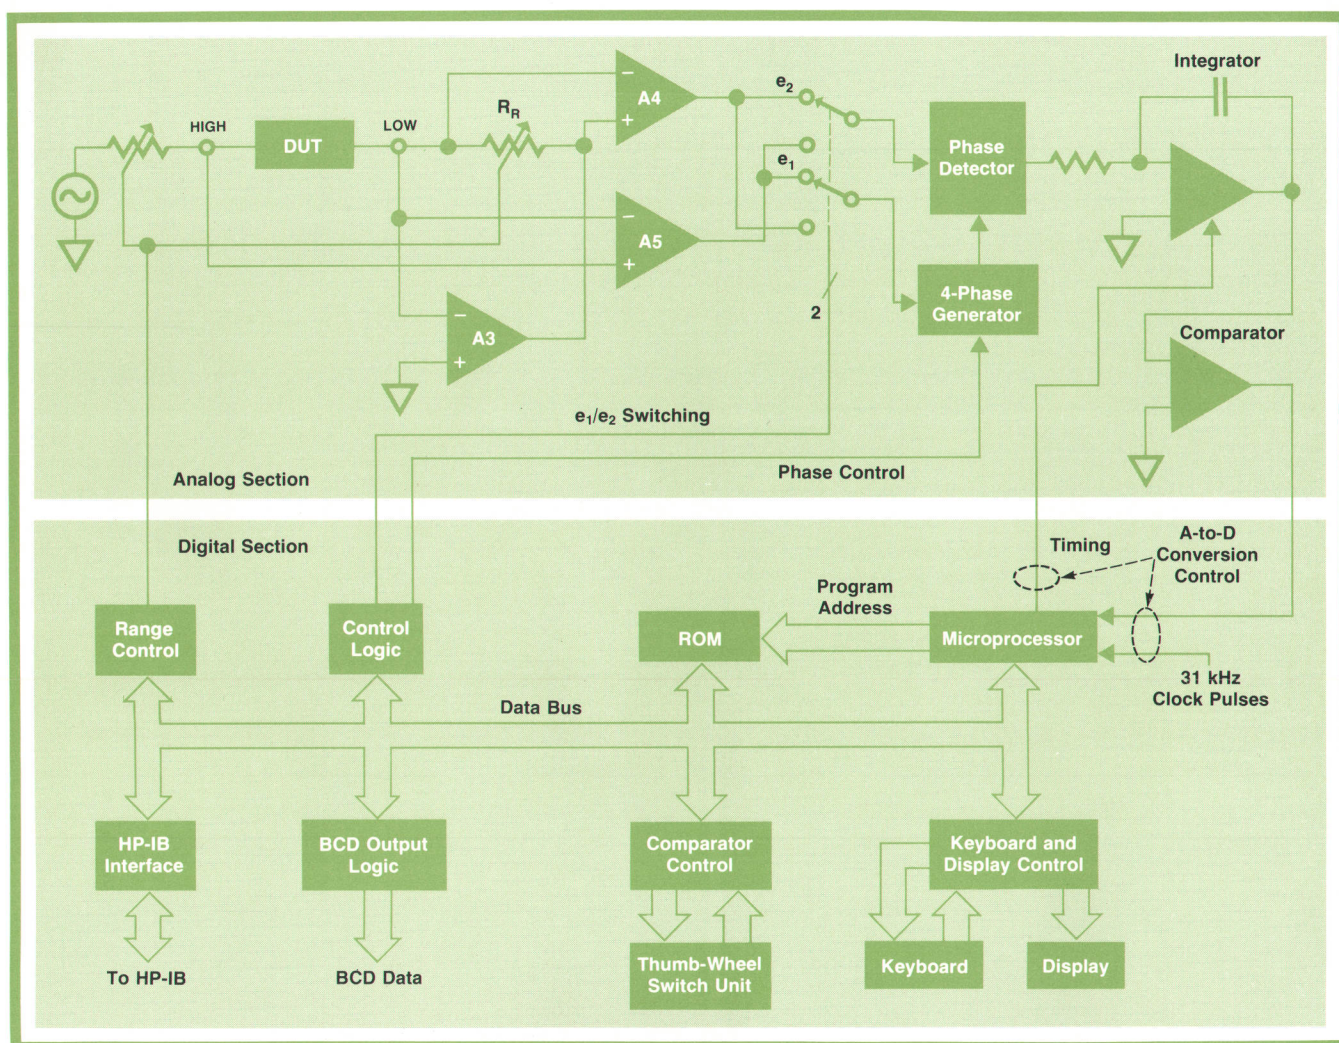 Integrator
e2
RR
A4
−
+
HIGH
DUT
LOW
Phase
Detector
e1
−
A5
+
4-Phase
Generator
2
−
A3
+
Comparator
e1/e2 Switching
Phase Control
Analog Section
Digital Section
Timing
A-to-D
Conversion
Control
Program
Address
Range
Control
Control
Logic
ROM
Microprocessor
31 kHz
Clock Pulses
Data Bus
HP-IB
Interface
BCD Output
Logic
Comparator
Control
Keyboard and
Display Control
To HP-IB
BCD Data
Thumb-Wheel
Switch Unit
Keyboard
Display